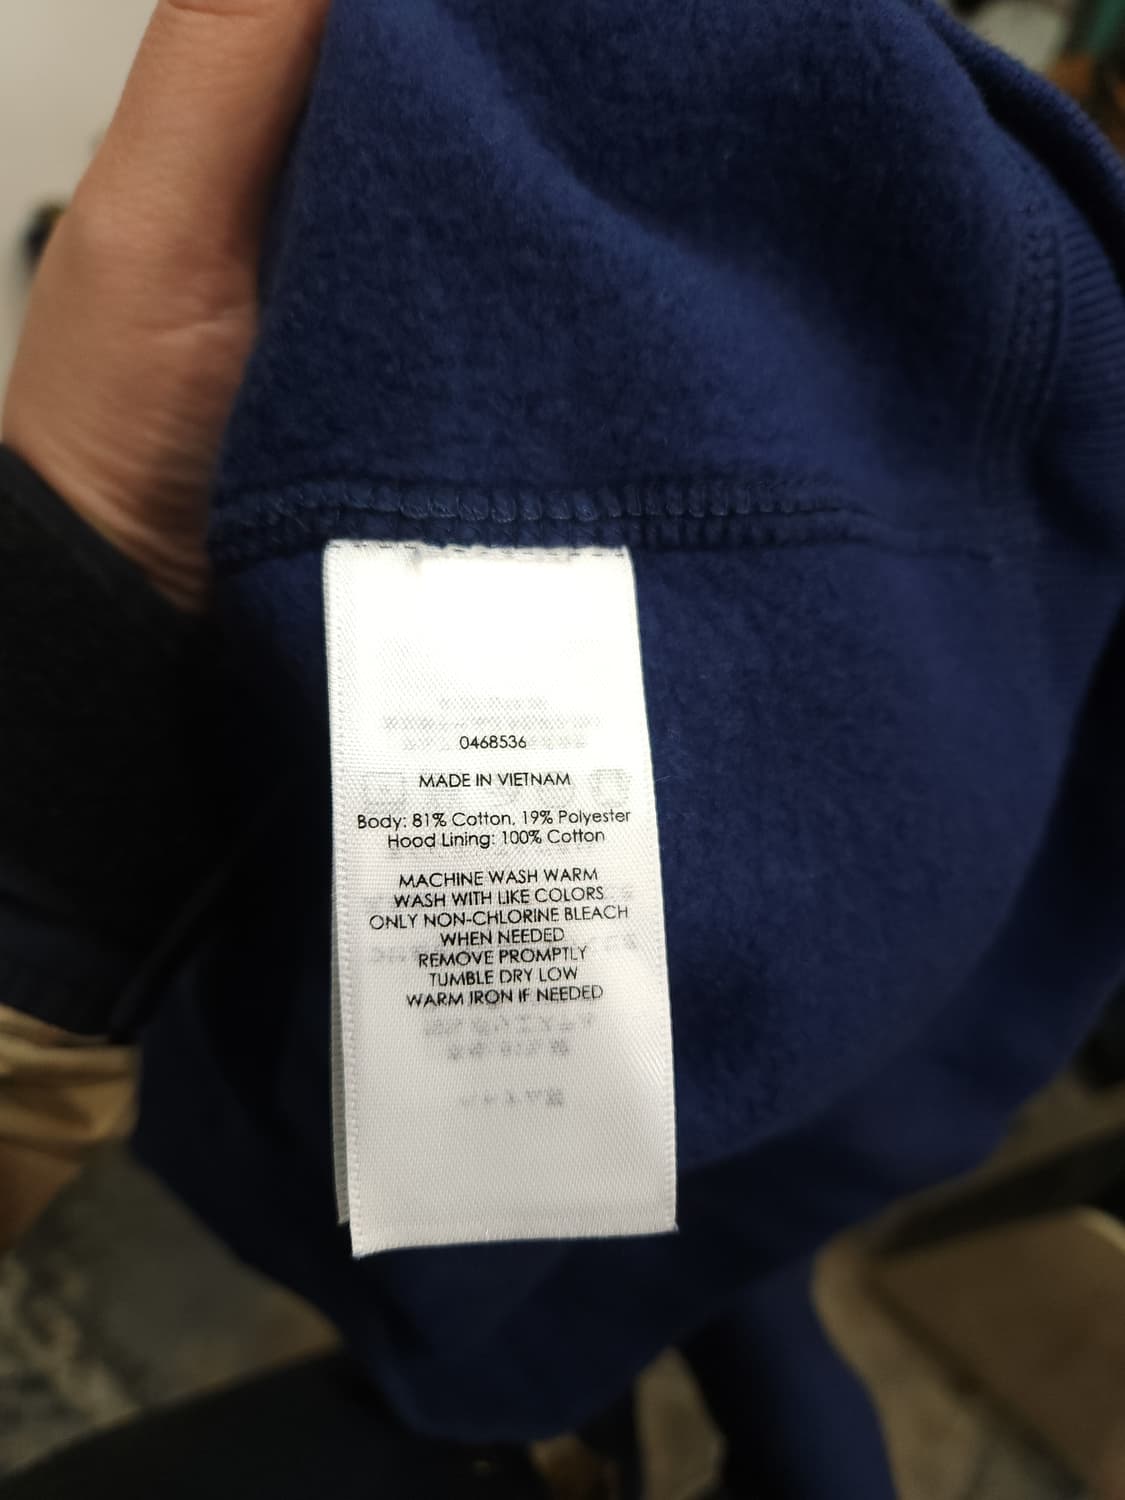 0468536
MADE IN VIETNAM
Body: 81% Cotton, 19% Polyester
Hood Lining: 100% Cotton
MACHINE WASH WARM
WASH WITH LIKE COLORS
ONLY NON-CHLORINE BLEACH
WHEN NEEDED
REMOVE PROMPTLY
TUMBLE DRY LOW
WARM IRON IF NEEDED